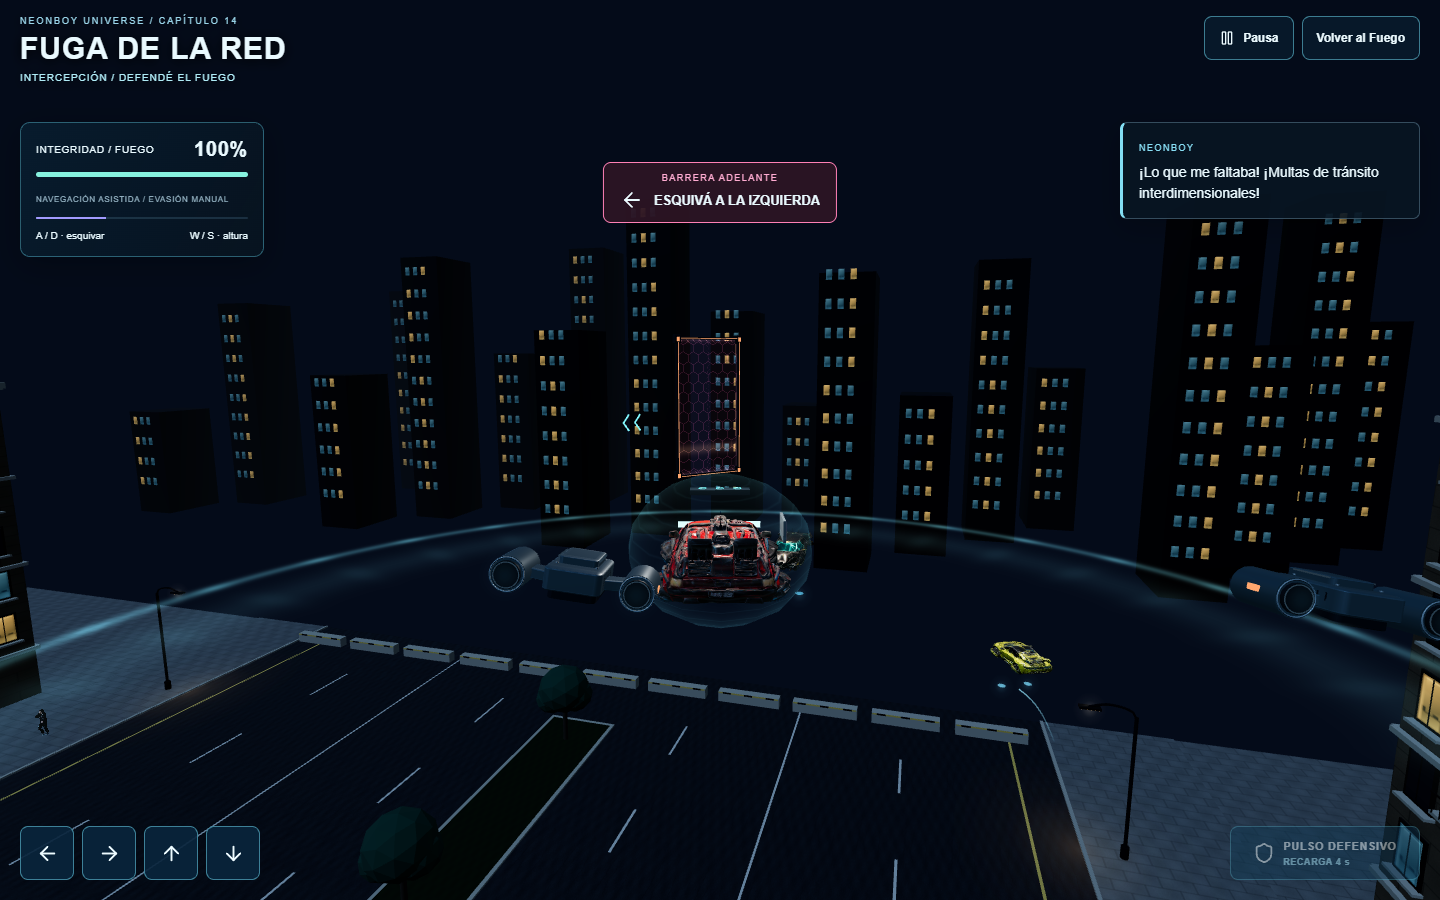 NEONBOY UNIVERSE / CAPÍTULO 14
FUGA DE LA RED
INTERCEPCIÓN / DEFENDÉ EL FUEGO
Pausa
Volver al Fuego
INTEGRIDAD / FUEGO 100%
NAVEGACIÓN ASISTIDA / EVASIÓN MANUAL
A / D · esquivar W / S · altura
BARRERA ADELANTE
ESQUIVÁ A LA IZQUIERDA
NEONBOY
¡Lo que me faltaba! ¡Multas de tránsito
interdimensionales!
PULSO DEFENSIVO
RECARGA 4 s